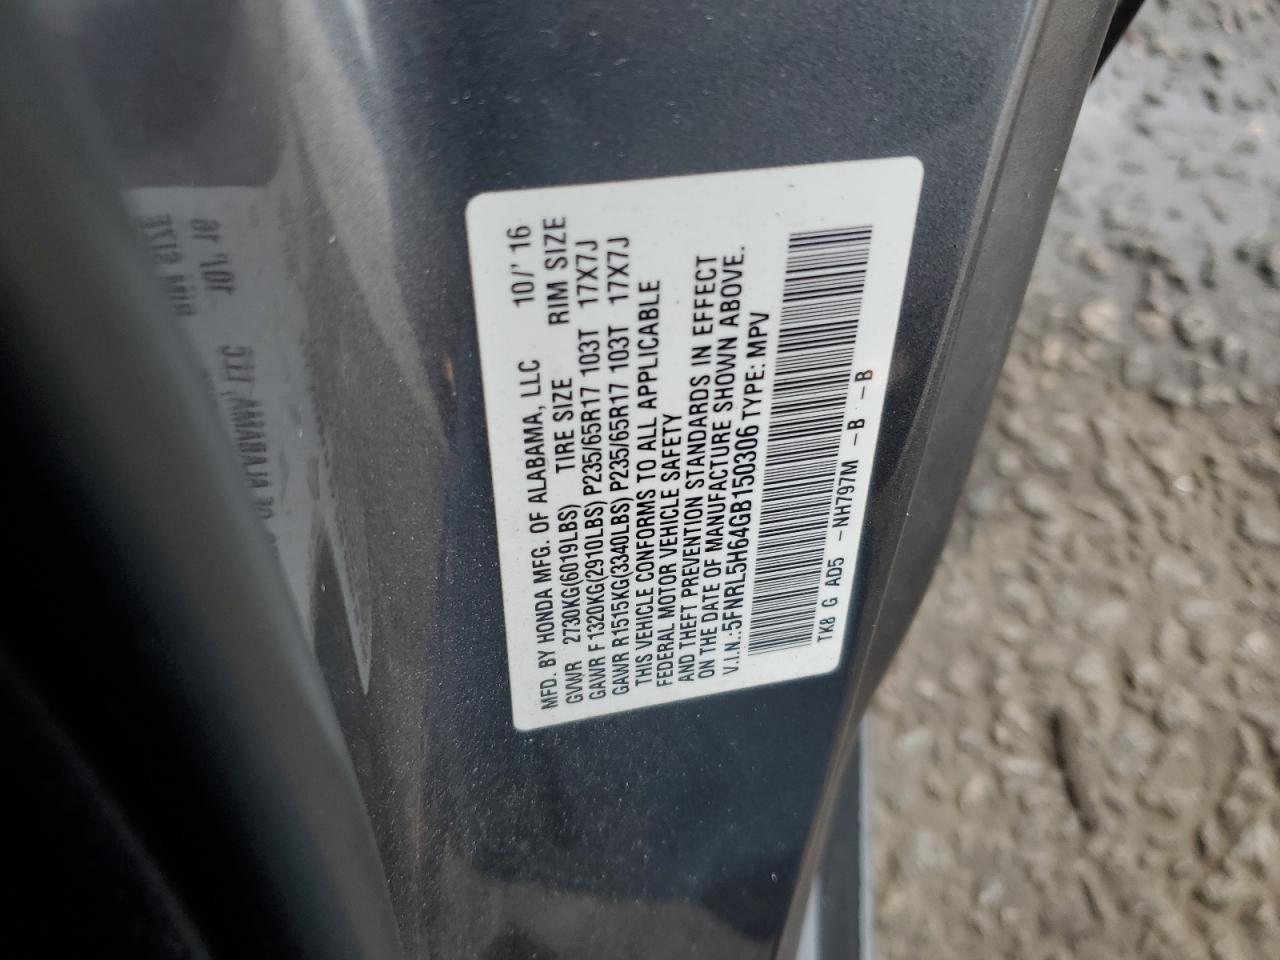 MFD. BY HONDA MFG. OF ALABAMA, LLC 10/'16
GVWR 2730KG(6019LBS) TIRE SIZE RIM SIZE
GAWR F 1320KG(2910LBS) P235/65R17 103T 17X7J
GAWR R1515KG(3340LBS) P235/65R17 103T 17X7J
THIS VEHICLE CONFORMS TO ALL APPLICABLE
FEDERAL MOTOR VEHICLE SAFETY
AND THEFT PREVENTION STANDARDS IN EFFECT
ON THE DATE OF MANUFACTURE SHOWN ABOVE.
V.I.N.:5FNRL5H64GB150306 TYPE: MPV
TK8 G AD5 -NH797M -B -B